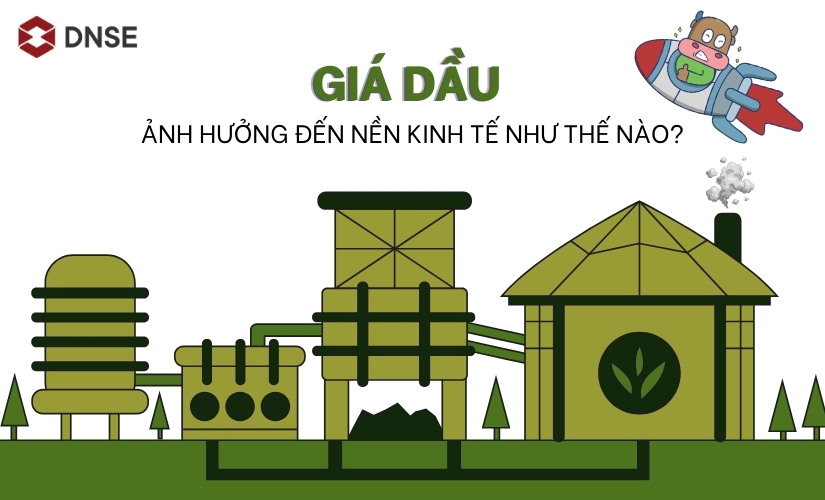 DNSE
GIÁ DẦU
ẢNH HƯỞNG ĐẾN NỀN KINH TẾ NHƯ THẾ NÀO?